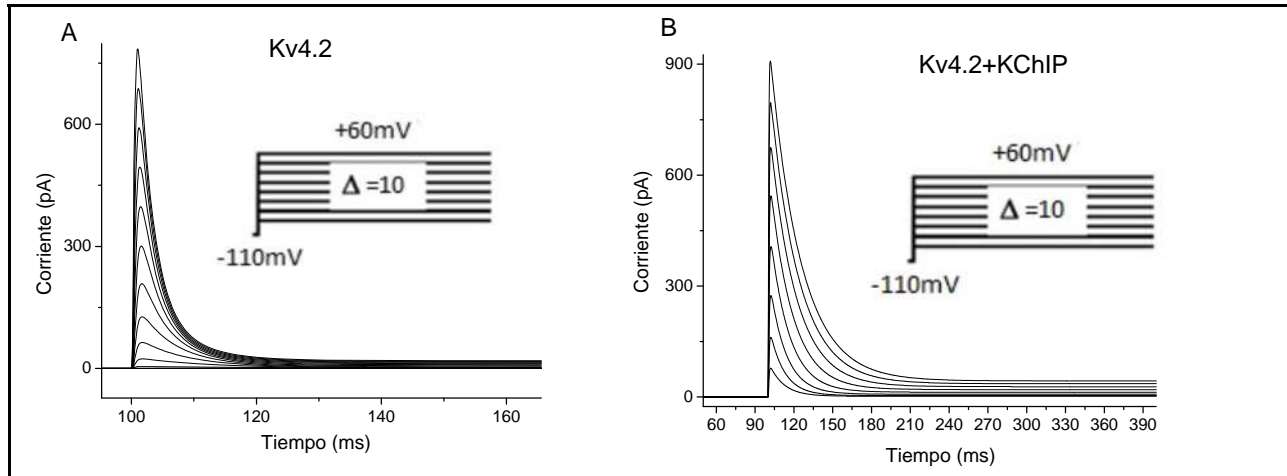 A
Kv4.2
600
300
0
Corriente (pA)
+60mV
Δ =10
-110mV
100
120
140
160
Tiempo (ms)
B
Kv4.2+KChIP
900
600
300
0
Corriente (pA)
+60mV
Δ =10
-110mV
60
90
120
150
180
210
240
270
300
330
360
390
Tiempo (ms)